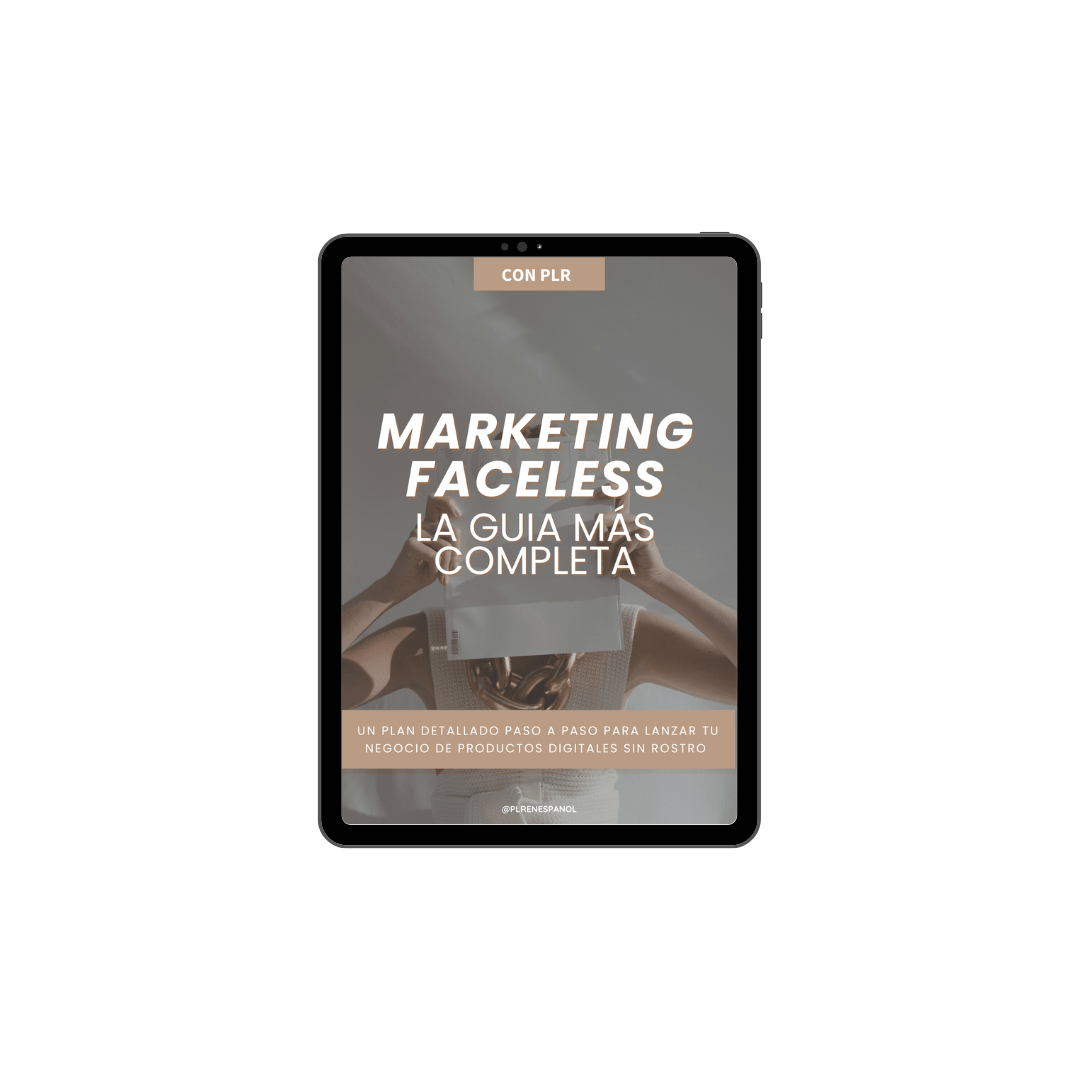 CON PLR
MARKETING
FACELESS
LA GUIA MÁS
COMPLETA
UN PLAN DETALLADO PASO A PASO PARA LANZAR TU
NEGOCIO DE PRODUCTOS DIGITALES SIN ROSTRO
@PLRENESPANOL